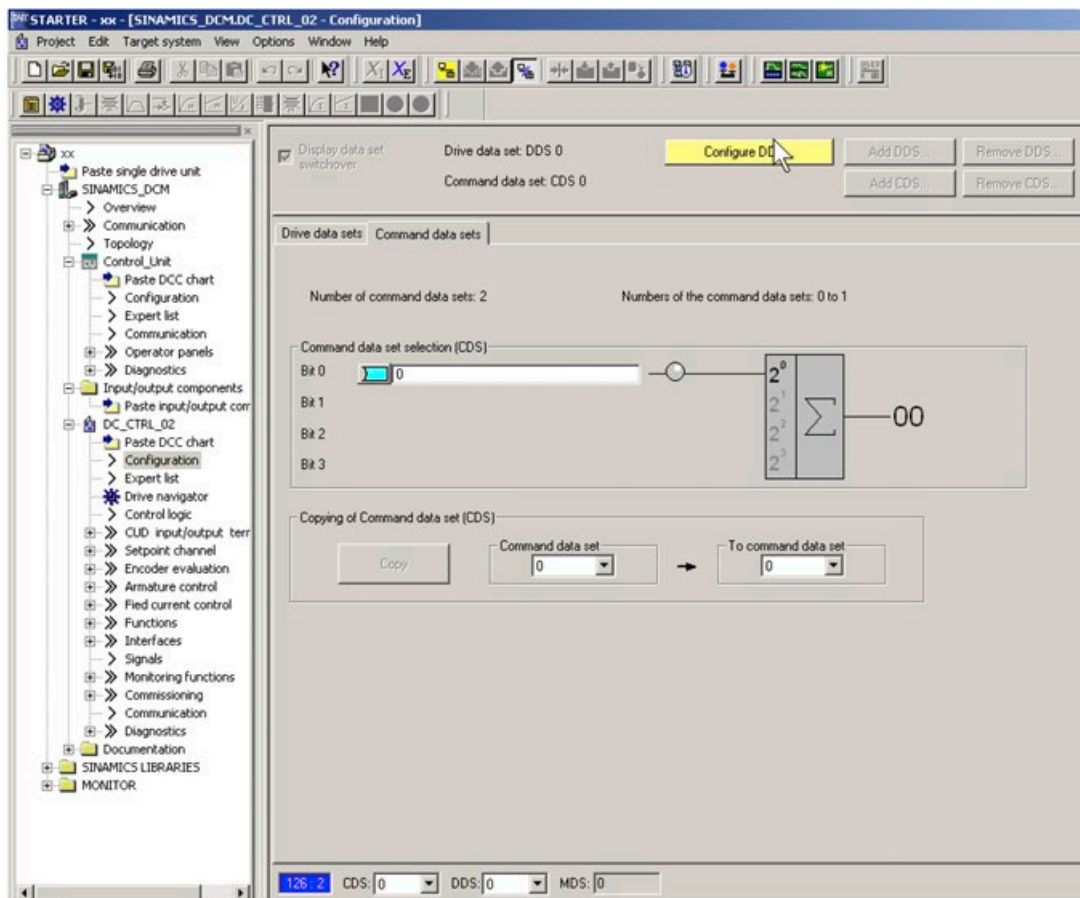 STARTER - xx - [SINAMICS_DCM.DC_CTRL_02 - Configuration]
Project Edit Target system View Options Window Help
Display data set switchover
Drive data set: DDS 0
Configure DD
Add DDS...
Remove DDS...
Command data set: CDS 0
Add CDS...
Remove CDS...
xx
Paste single drive unit
SINAMICS_DCM
Overview
Communication
Topology
Control_Unit
Paste DCC chart
Configuration
Expert list
Communication
Operator panels
Diagnostics
Input/output components
Paste input/output com
DC_CTRL_02
Paste DCC chart
Configuration
Expert list
Drive navigator
Control logic
CUD input/output terr
Setpoint channel
Encoder evaluation
Armature control
Fied current control
Functions
Interfaces
Signals
Monitoring functions
Commissioning
Communication
Diagnostics
Documentation
SINAMICS LIBRARIES
MONITOR
Drive data sets
Command data sets
Number of command data sets: 2
Numbers of the command data sets: 0 to 1
Command data set selection (CDS)
Bit 0
0
Bit 1
Bit 2
Bit 3
2^0
2^1
2^2
2^3
Σ
00
Copying of Command data set (CDS)
Copy
Command data set
0
To command data set
0
126 : 2 CDS: 0 DDS: 0 MDS: 0